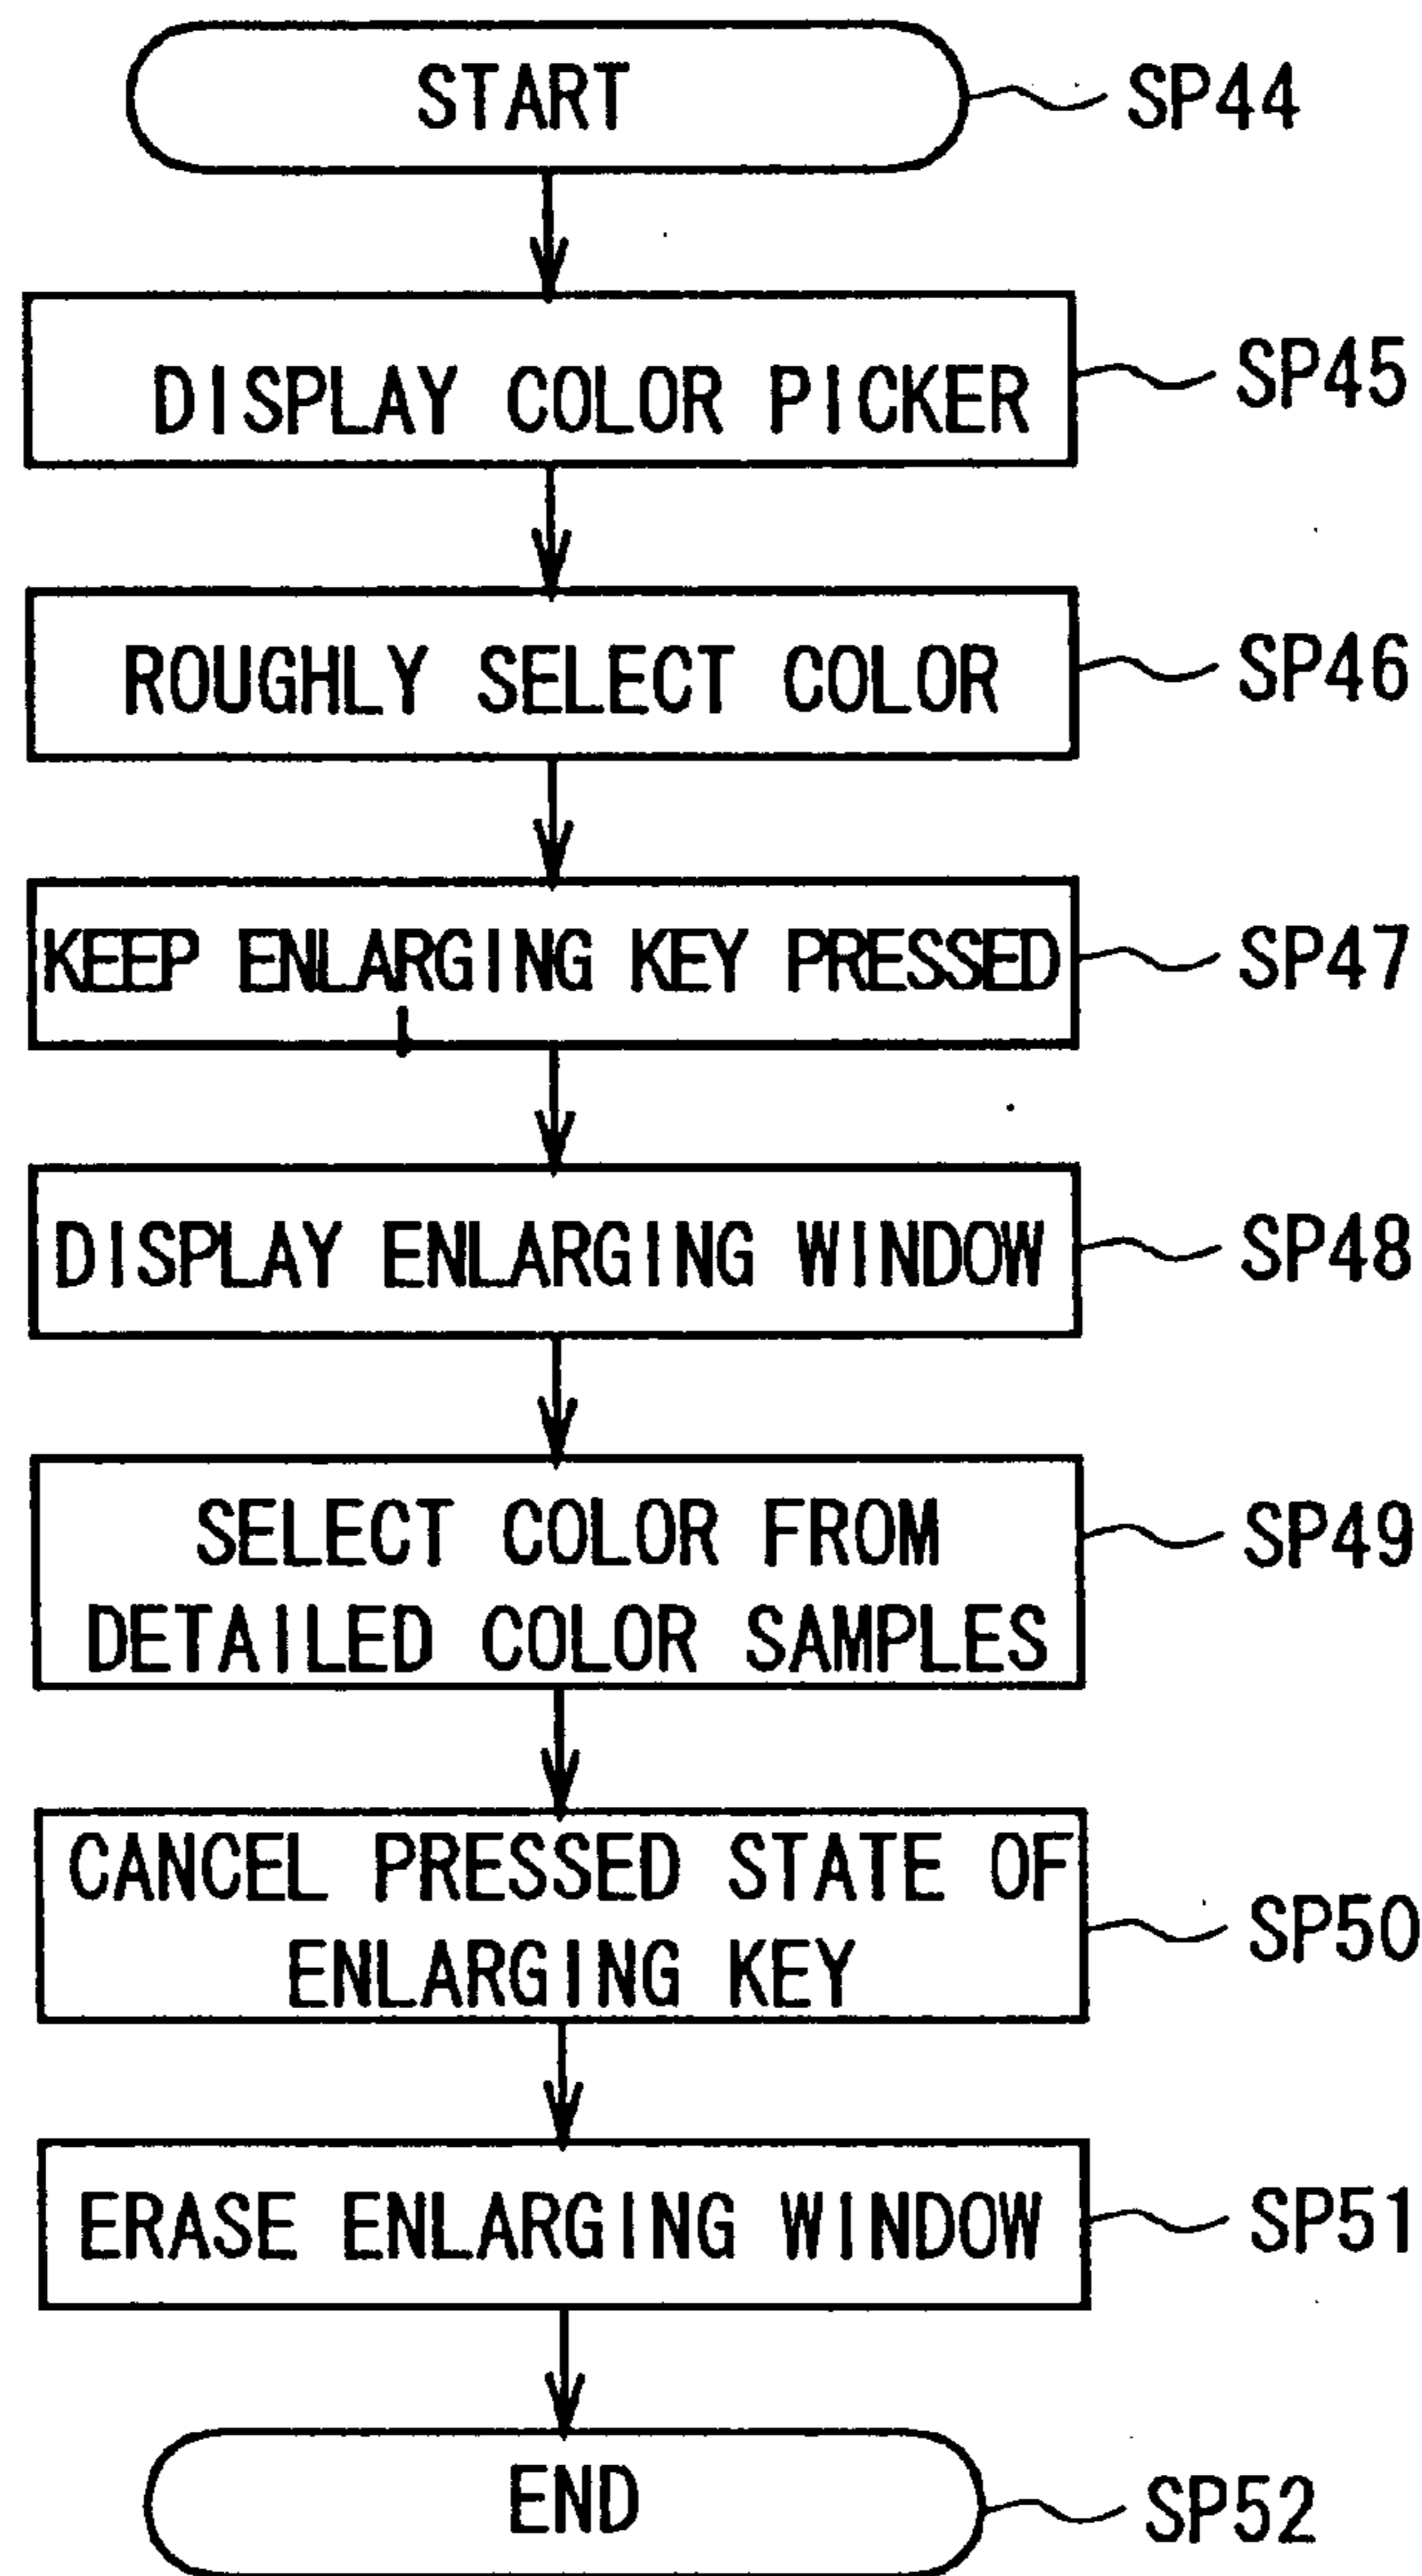 START SP44
DISPLAY COLOR PICKER SP45
ROUGHLY SELECT COLOR SP46
KEEP ENLARGING KEY PRESSED SP47
DISPLAY ENLARGING WINDOW SP48
SELECT COLOR FROM SP49
DETAILED COLOR SAMPLES
CANCEL PRESSED STATE OF
ENLARGING KEY SP50
ERASE ENLARGING WINDOW SP51
END SP52